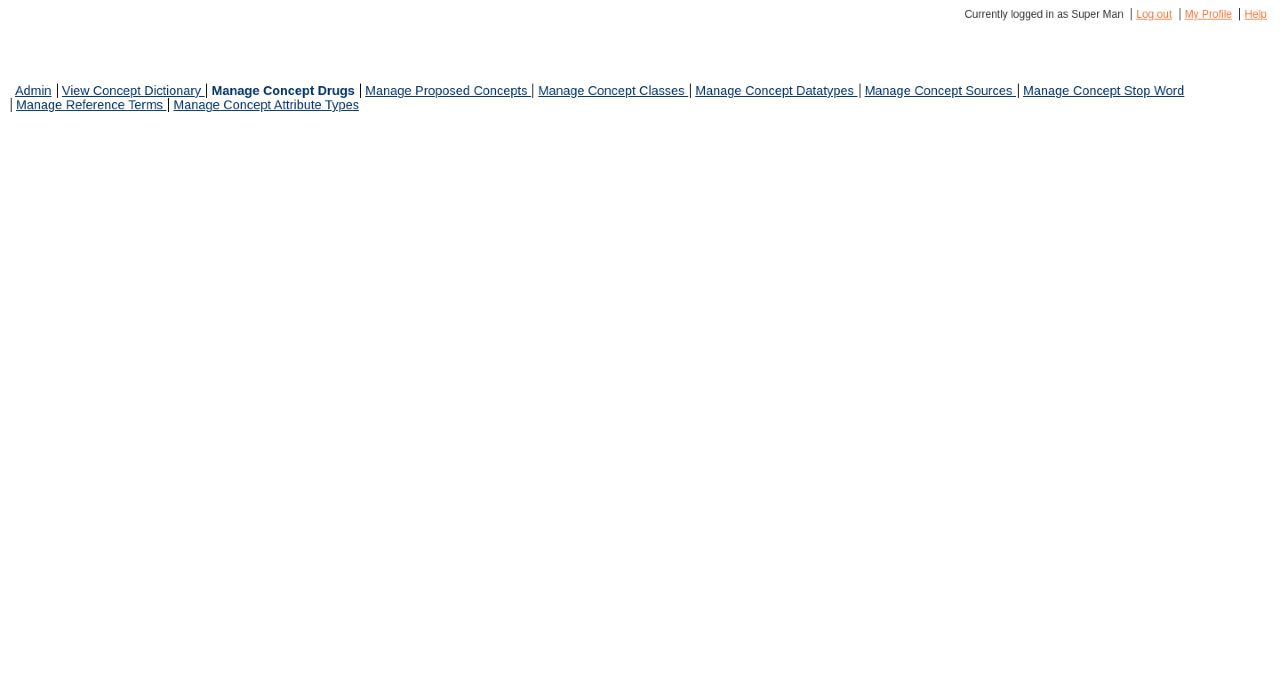 Currently logged in as Super Man Log out My Profile Help
Admin View Concept Dictionary Manage Concept Drugs Manage Proposed Concepts Manage Concept Classes Manage Concept Datatypes Manage Concept Sources Manage Concept Stop Word
Manage Reference Terms Manage Concept Attribute Types